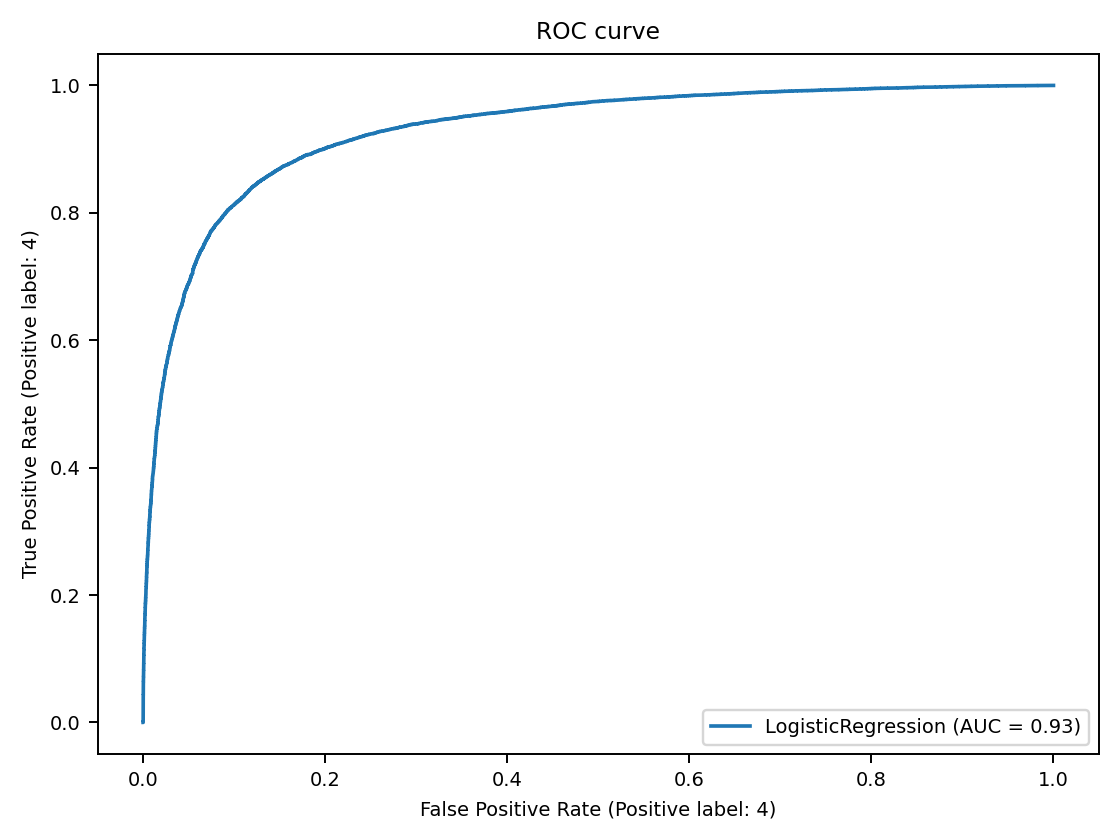 ROC curve
True Positive Rate (Positive label: 4)
1.0
0.8
0.6
0.4
0.2
0.0
LogisticRegression (AUC = 0.93)
0.0 0.2 0.4 0.6 0.8 1.0
False Positive Rate (Positive label: 4)